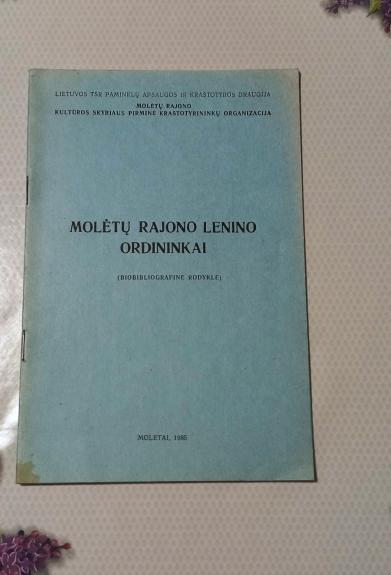 LIETUVOS TSR PAMINKLŲ APSAUGOS IR KRAŠTOTYROS DRAUGIJA
MOLĖTŲ RAJONO
KULTŪROS SKYRIAUS PIRMINĖ KRAŠTOTYRININKŲ ORGANIZACIJA
MOLĖTŲ RAJONO LENINO
ORDININKAI
(BIOBIBLIOGRAFINĖ RODYKLĖ)
MOLĖTAI, 1985